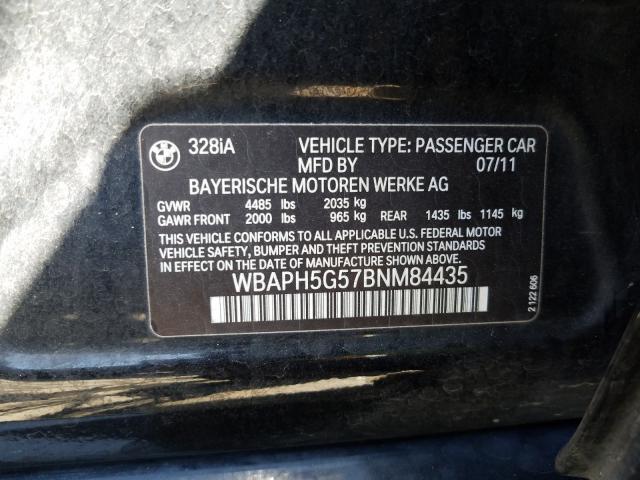 BMW
328iA VEHICLE TYPE: PASSENGER CAR
MFD BY 07/11
BAYERISCHE MOTOREN WERKE AG
GVWR 4485 lbs 2035 kg
GAWR FRONT 2000 lbs 965 kg REAR 1435 lbs 1145 kg
THIS VEHICLE CONFORMS TO ALL APPLICABLE U.S. FEDERAL MOTOR
VEHICLE SAFETY, BUMPER AND THEFT PREVENTION STANDARDS
IN EFFECT ON THE DATE OF MANUFACTURE SHOWN ABOVE.
WBAPH5G57BNM84435
2 122 606